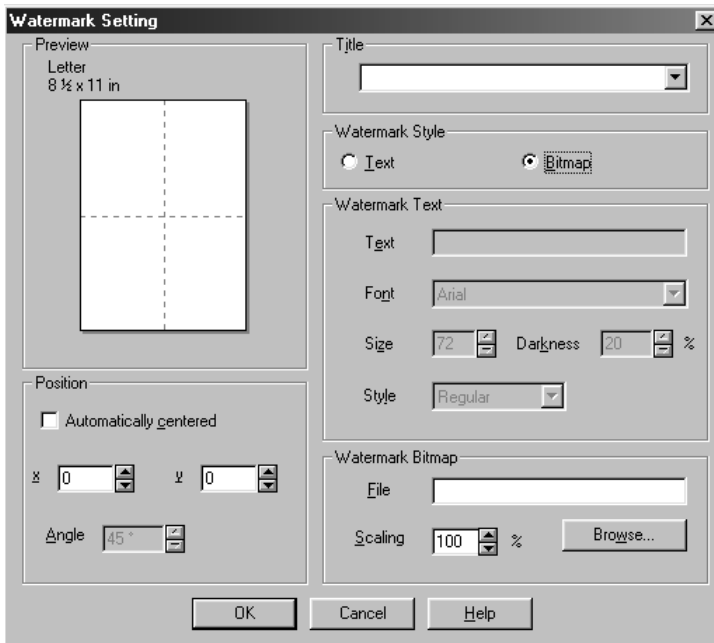 Watermark Setting
Preview
Letter
8 ½ x 11 in
Position
Automatically centered
x 0 y 0
Angle 45 °
Title
Watermark Style
Text Bitmap
Watermark Text
Text
Font Arial
Size 72 Darkness 20 %
Style Regular
Watermark Bitmap
File
Scaling 100 % Browse...
OK Cancel Help